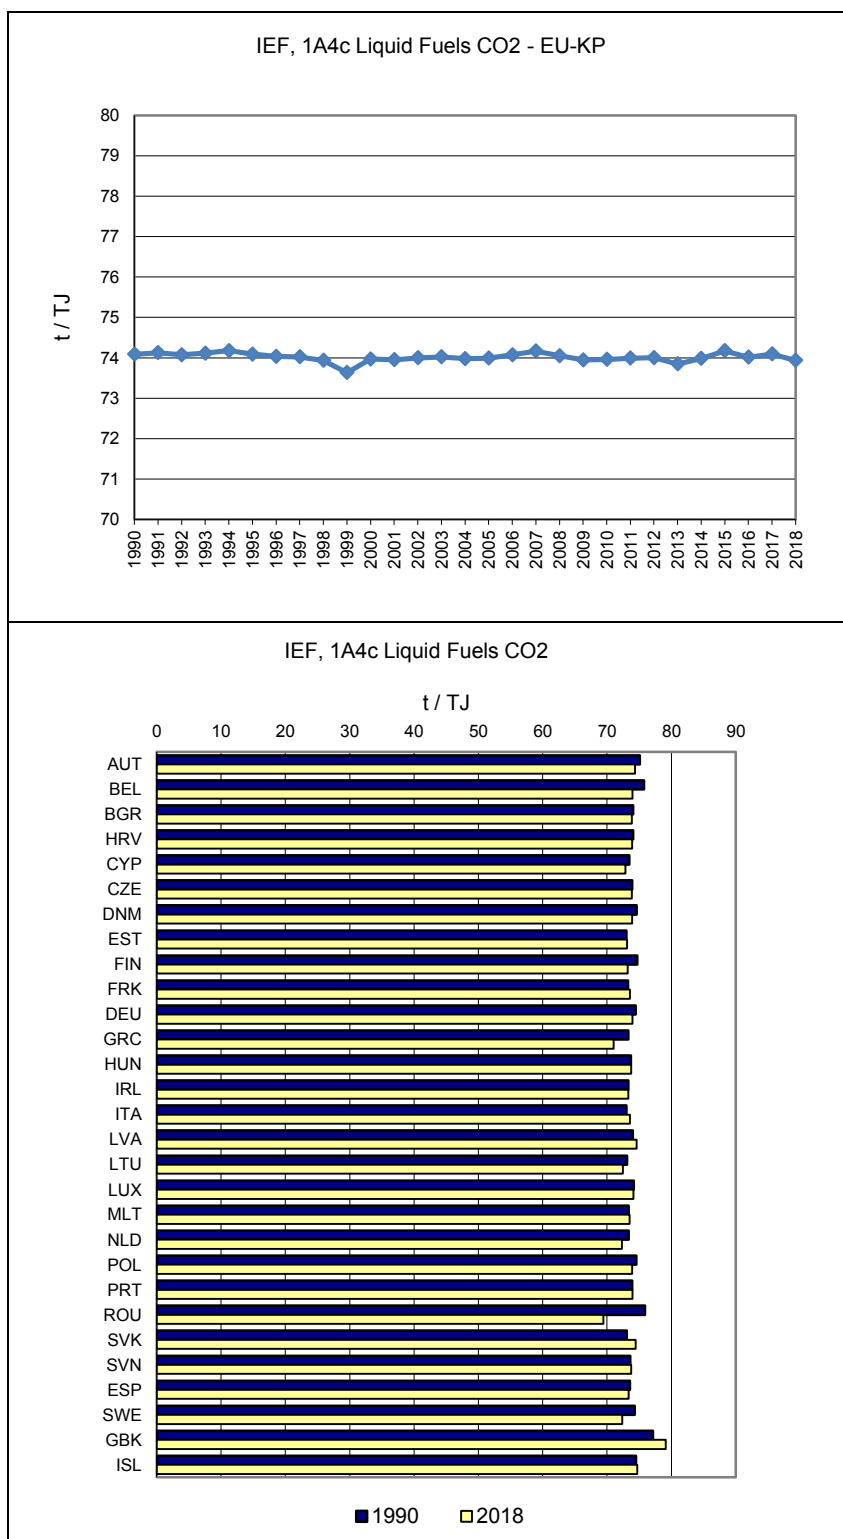 IEF, 1A4c Liquid Fuels CO2 - EU-KP
80
79
78
77
76
75
74
73
72
71
70
t / TJ
1990
1991
1992
1993
1994
1995
1996
1997
1998
1999
2000
2001
2002
2003
2004
2005
2006
2007
2008
2009
2010
2011
2012
2013
2014
2015
2016
2017
2018
IEF, 1A4c Liquid Fuels CO2
t / TJ
0 10 20 30 40 50 60 70 80 90
AUT
BEL
BGR
HRV
CYP
CZE
DNM
EST
FIN
FRK
DEU
GRC
HUN
IRL
ITA
LVA
LTU
LUX
MLT
NLD
POL
PRT
ROU
SVK
SVN
ESP
SWE
GBK
ISL
1990 2018